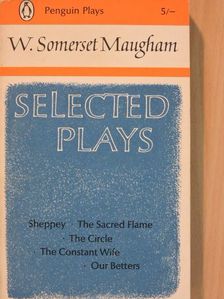 Penguin Plays
5/–
W. Somerset Maugham
SELECTED
PLAYS
Sheppey · The Sacred Flame
· The Circle
The Constant Wife
· Our Betters